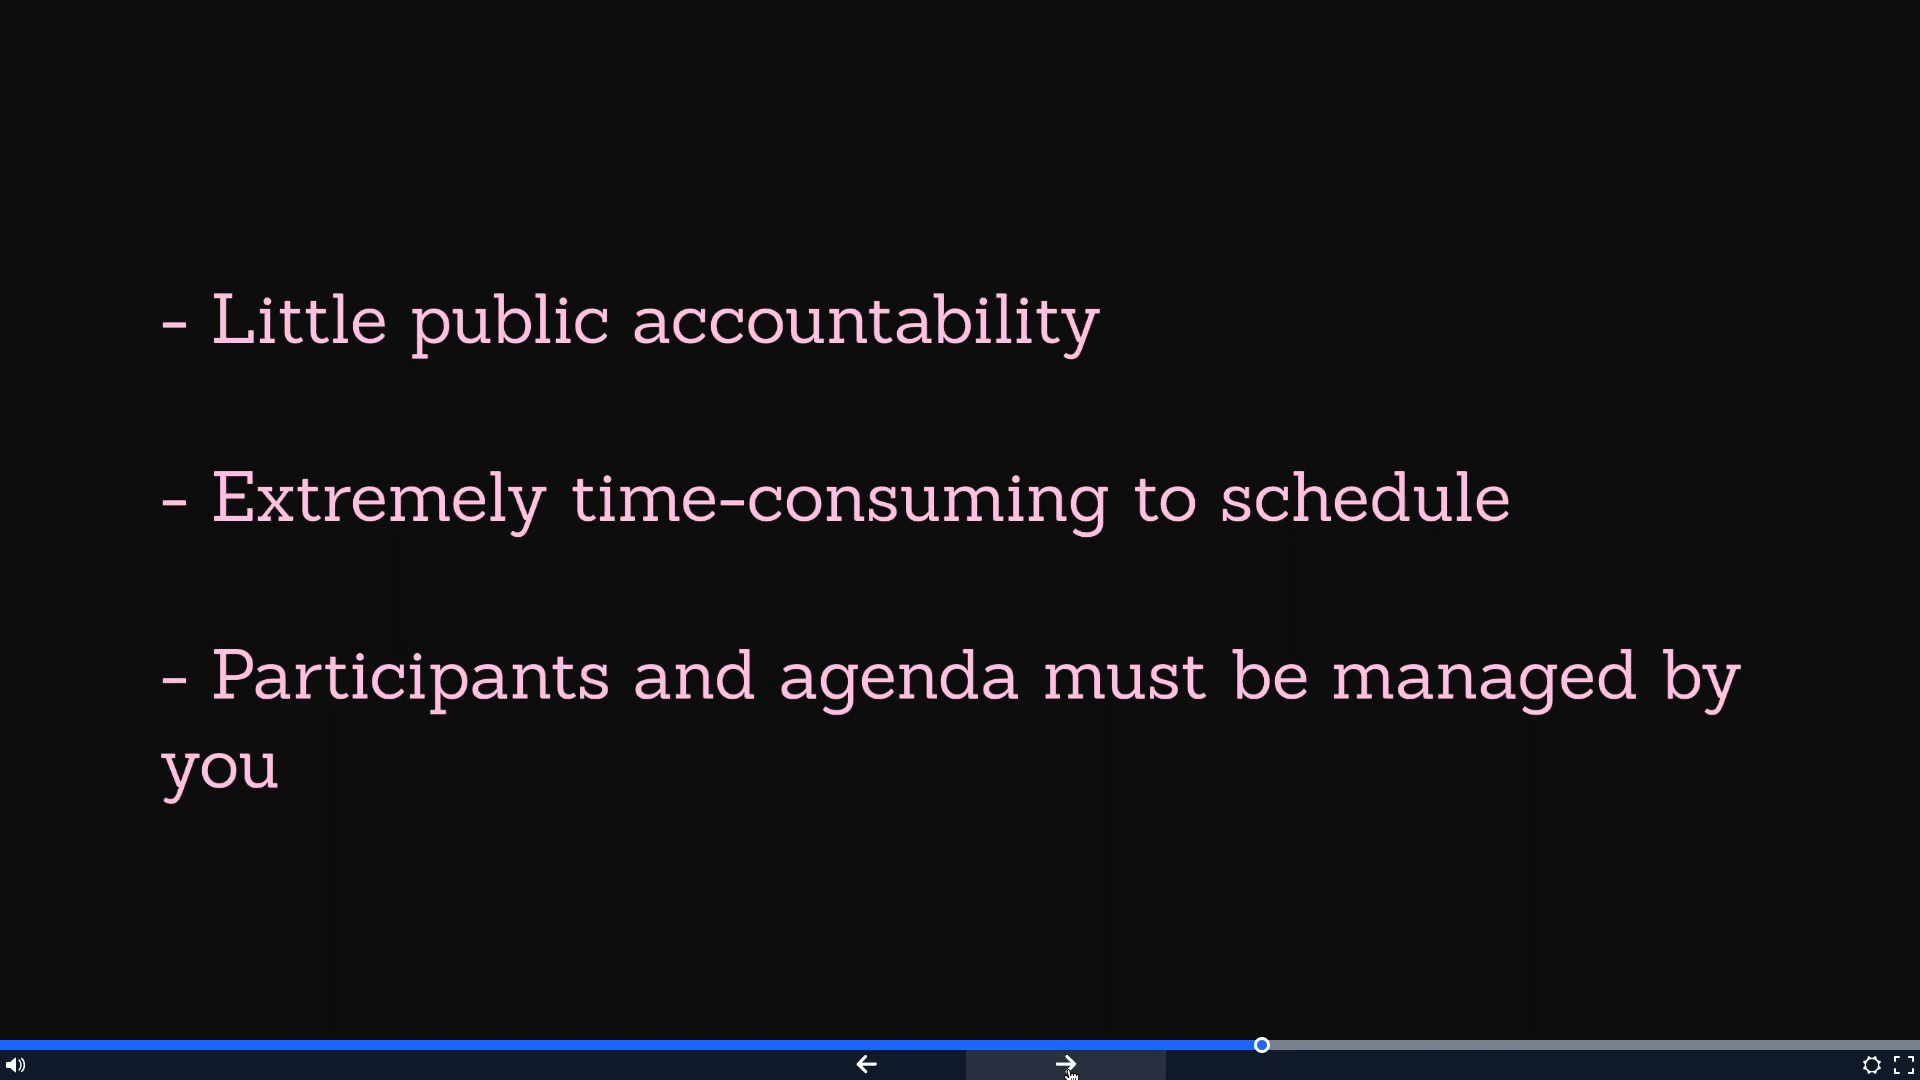 - Little public accountability
- Extremely time-consuming to schedule
- Participants and agenda must be managed by
you